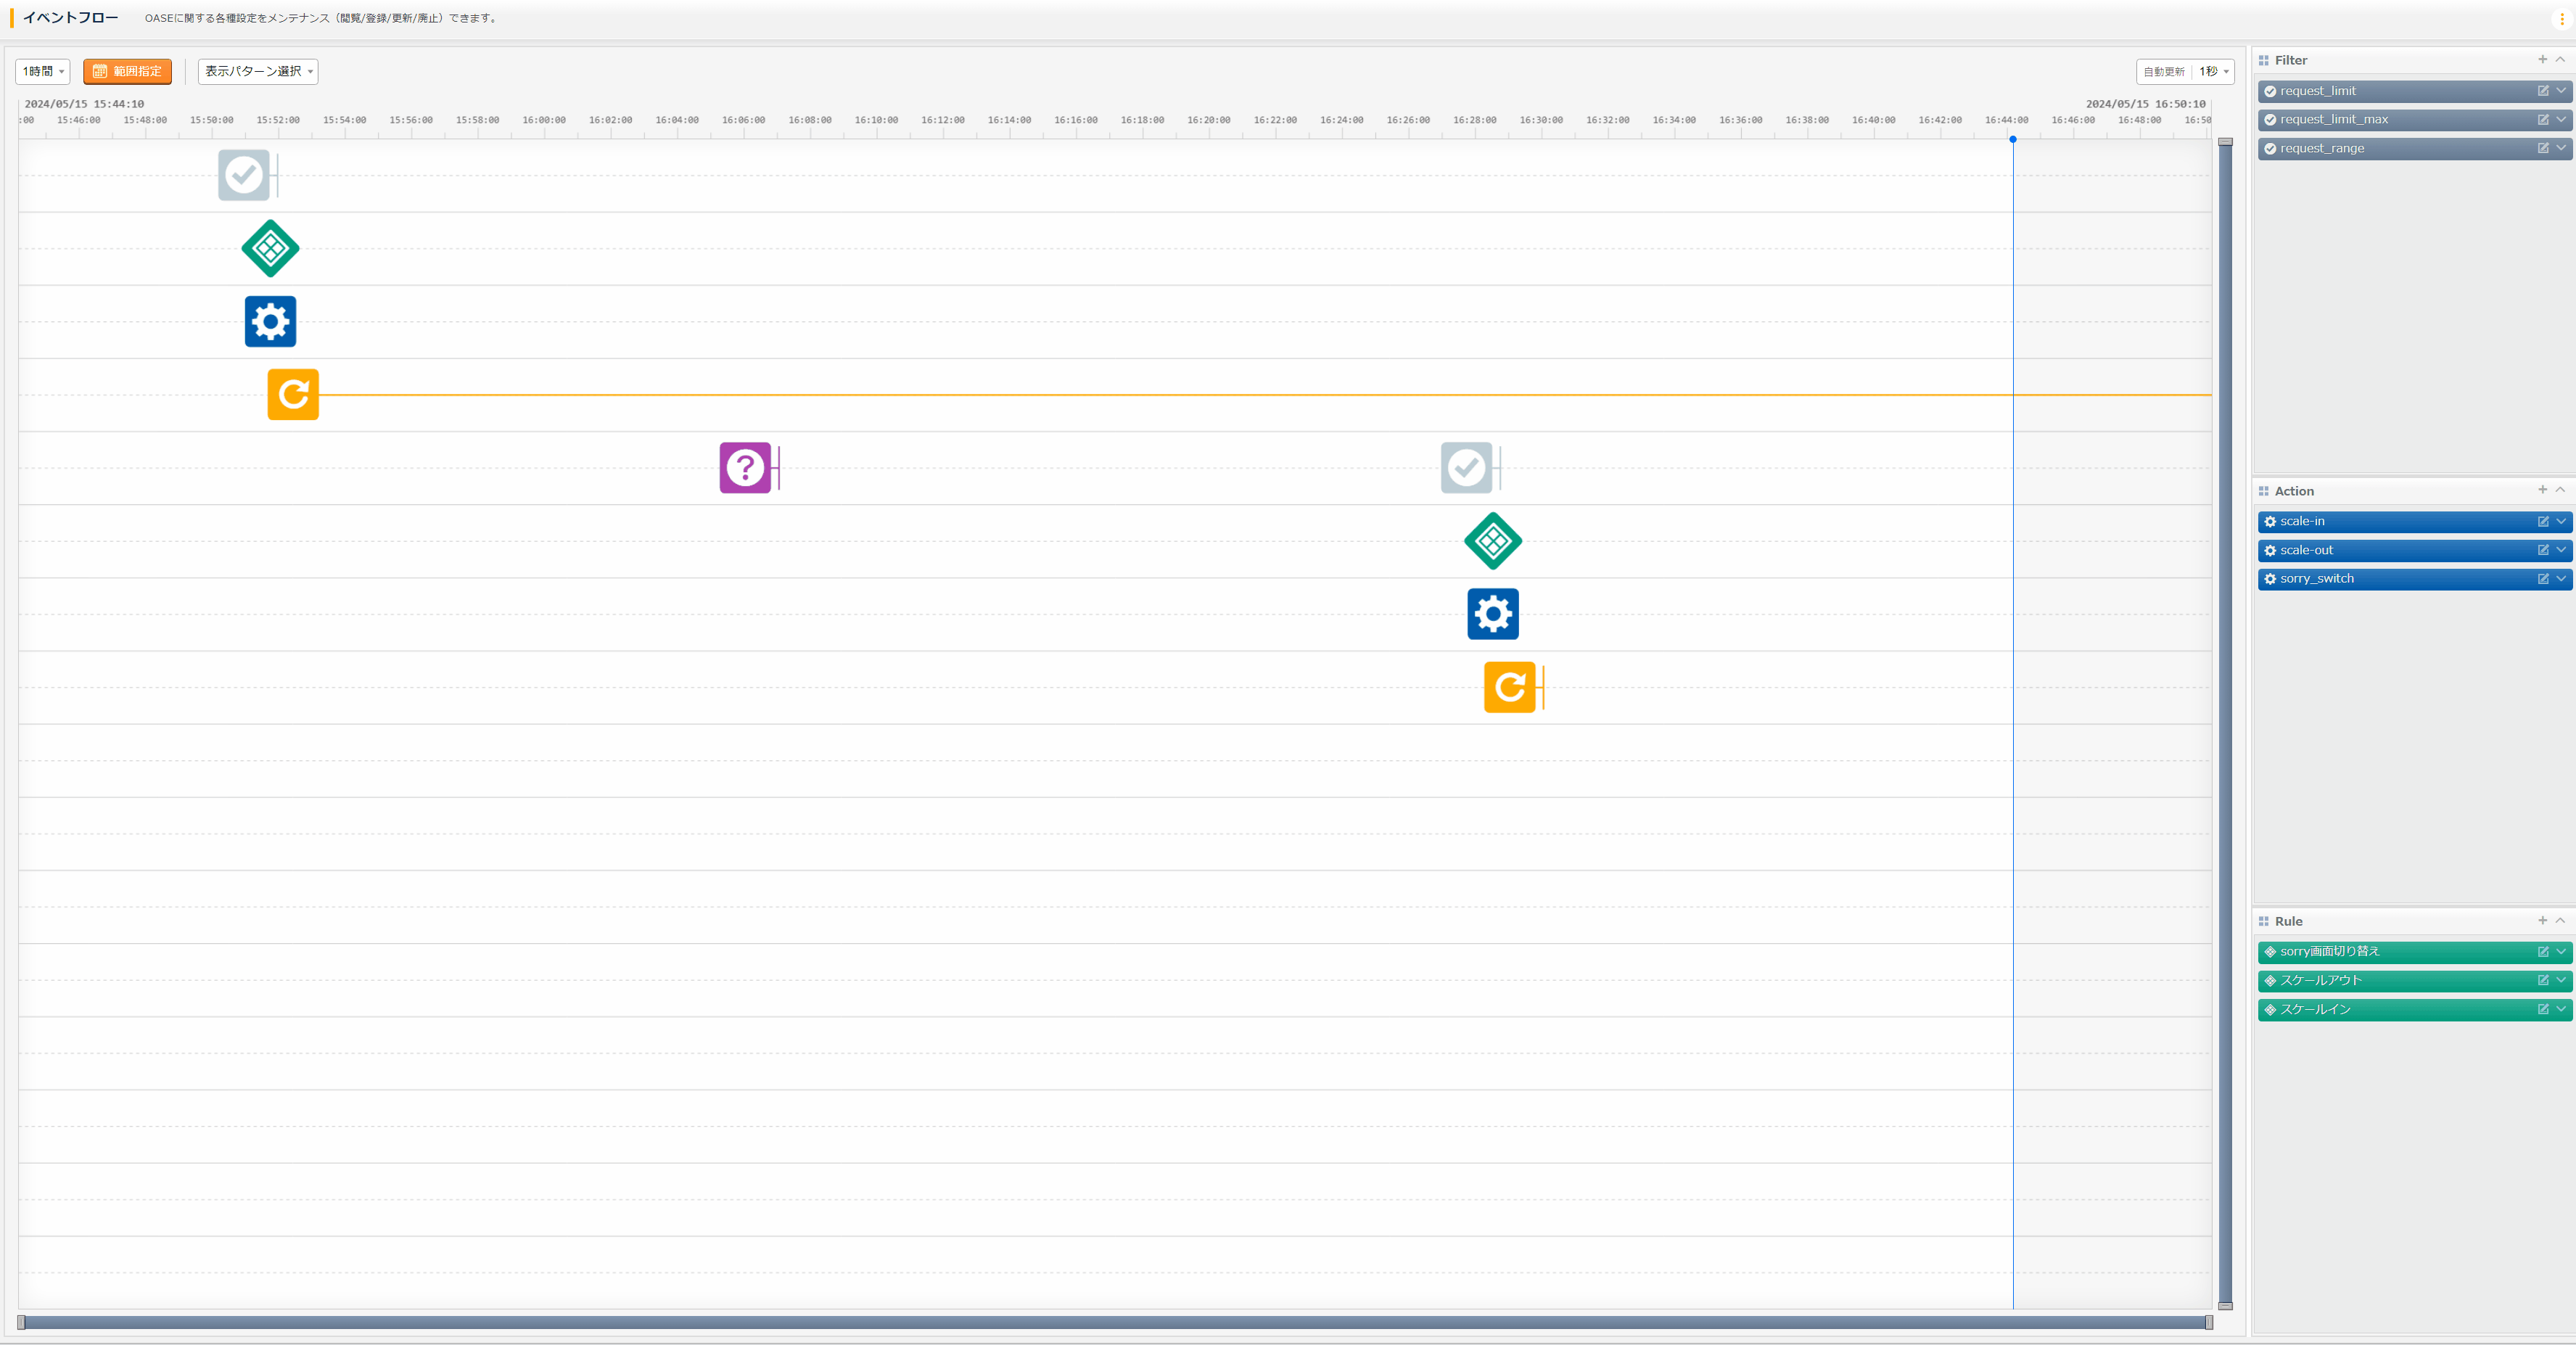 イベントフロー OASEに関する各種設定をメンテナンス（閲覧/登録/更新/廃止）できます。
1時間 範囲指定 表示パターン選択 自動更新 1秒
2024/05/15 15:44:10 2024/05/15 16:50:10
:00 15:46:00 15:48:00 15:50:00 15:52:00 15:54:00 15:56:00 15:58:00 16:00:00 16:02:00 16:04:00 16:06:00 16:08:00 16:10:00 16:12:00 16:14:00 16:16:00 16:18:00 16:20:00 16:22:00 16:24:00 16:26:00 16:28:00 16:30:00 16:32:00 16:34:00 16:36:00 16:38:00 16:40:00 16:42:00 16:44:00 16:46:00 16:48:00 16:50
Filter
request_limit
request_limit_max
request_range
Action
scale-in
scale-out
sorry_switch
Rule
sorry画面切り替え
スケールアウト
スケールイン